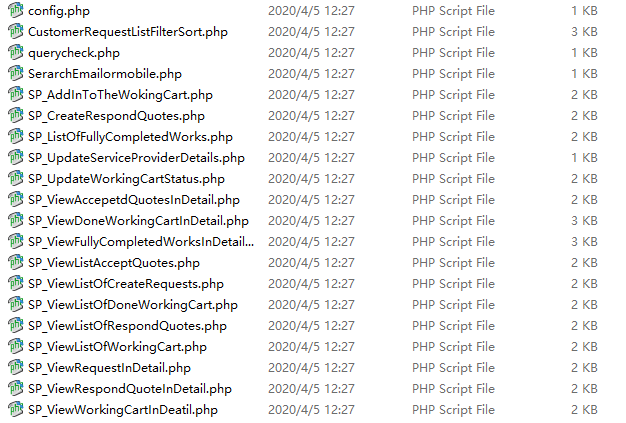 config.php 2020/4/5 12:27 PHP Script File 1 KB
CustomerRequestListFilterSort.php 2020/4/5 12:27 PHP Script File 3 KB
querycheck.php 2020/4/5 12:27 PHP Script File 1 KB
SerarchEmailormobile.php 2020/4/5 12:27 PHP Script File 1 KB
SP_AddInToTheWokingCart.php 2020/4/5 12:27 PHP Script File 2 KB
SP_CreateRespondQuotes.php 2020/4/5 12:27 PHP Script File 2 KB
SP_ListOfFullyCompletedWorks.php 2020/4/5 12:27 PHP Script File 2 KB
SP_UpdateServiceProviderDetails.php 2020/4/5 12:27 PHP Script File 1 KB
SP_UpdateWorkingCartStatus.php 2020/4/5 12:27 PHP Script File 2 KB
SP_ViewAccepetdQuotesInDetail.php 2020/4/5 12:27 PHP Script File 2 KB
SP_ViewDoneWorkingCartInDetail.php 2020/4/5 12:27 PHP Script File 3 KB
SP_ViewFullyCompletedWorksInDetail... 2020/4/5 12:27 PHP Script File 3 KB
SP_ViewListAcceptQuotes.php 2020/4/5 12:27 PHP Script File 2 KB
SP_ViewListOfCreateRequests.php 2020/4/5 12:27 PHP Script File 2 KB
SP_ViewListOfDoneWorkingCart.php 2020/4/5 12:27 PHP Script File 2 KB
SP_ViewListOfRespondQuotes.php 2020/4/5 12:27 PHP Script File 2 KB
SP_ViewListOfWorkingCart.php 2020/4/5 12:27 PHP Script File 2 KB
SP_ViewRequestInDetail.php 2020/4/5 12:27 PHP Script File 2 KB
SP_ViewRespondQuoteInDetail.php 2020/4/5 12:27 PHP Script File 2 KB
SP_ViewWorkingCartInDeatil.php 2020/4/5 12:27 PHP Script File 2 KB